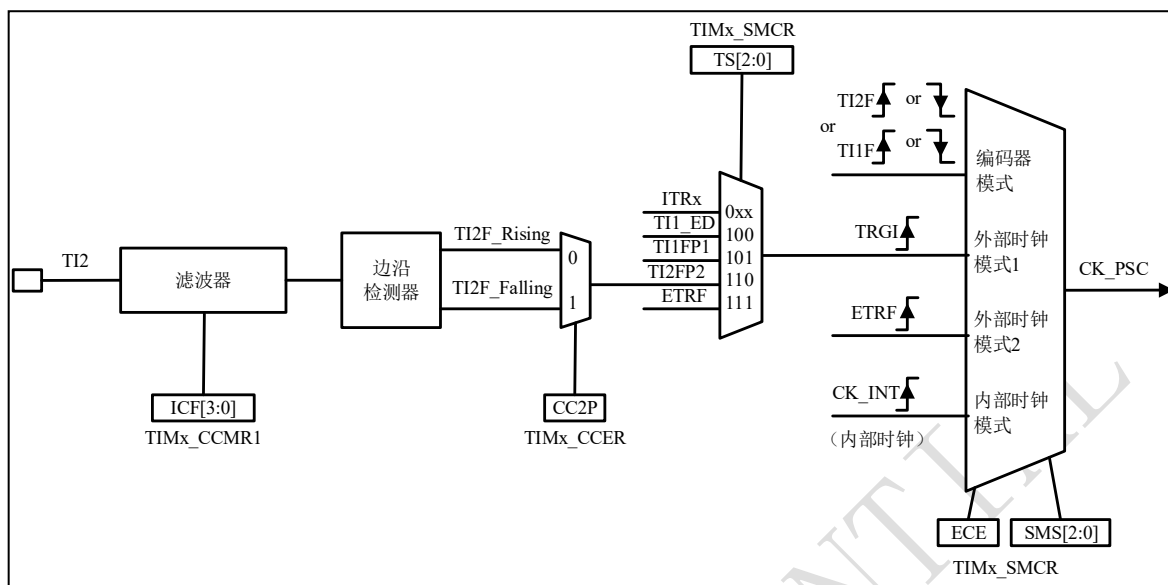 TIMx_SMCR
TS[2:0]
TI2F or
or
TI1F or
编码器
模式
ITRx
0xx
TI1_ED
100
TI1FP1
101
TI2FP2
110
ETRF
111
TRGI
外部时钟
模式1
CK_PSC
TI2
滤波器
边沿
检测器
TI2F_Rising
0
TI2F_Falling
1
ETRF
外部时钟
模式2
ICF[3:0]
TIMx_CCMR1
CC2P
TIMx_CCER
CK_INT
(内部时钟)
内部时钟
模式
ECE
SMS[2:0]
TIMx_SMCR
NTIAL